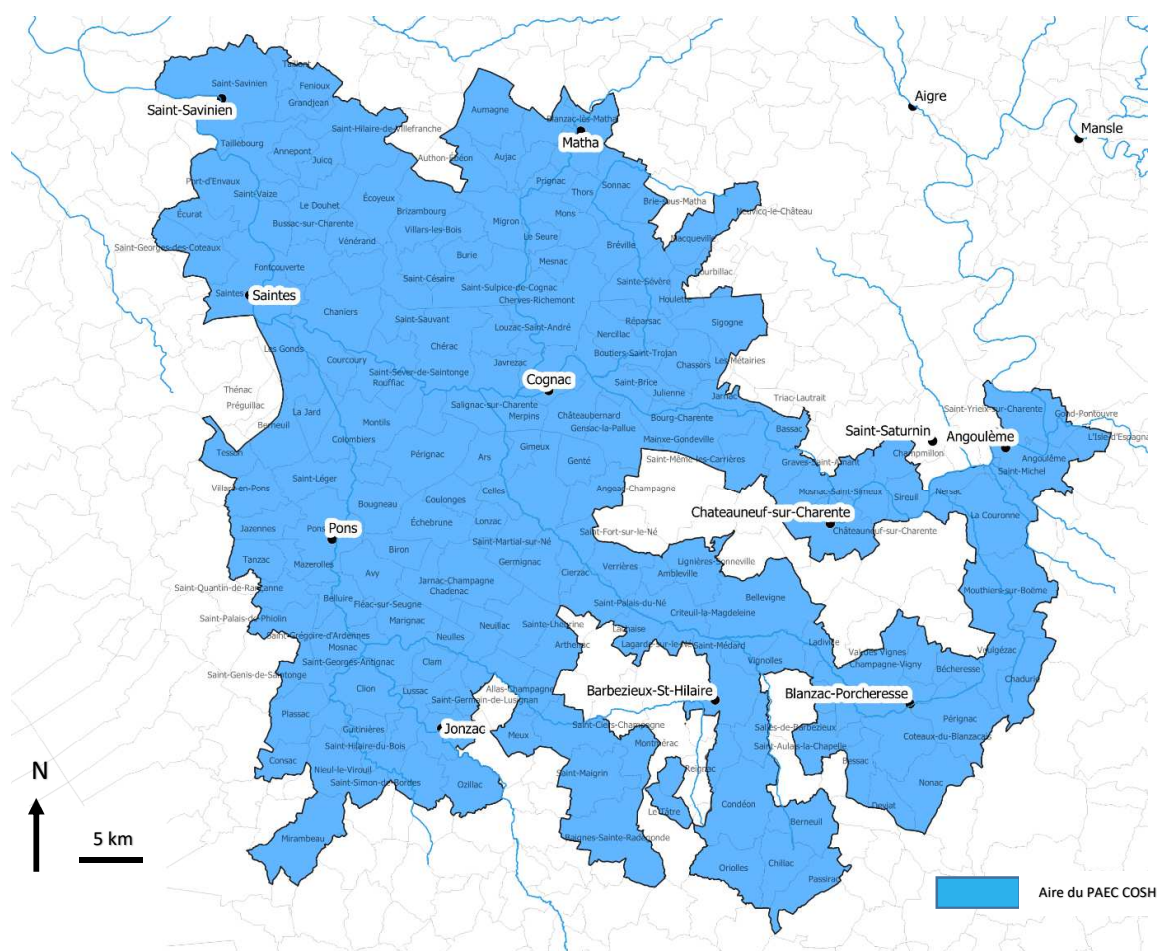 Taillant
Saint-Savinien
Fenioux
Saint-Savinien
Grandjean
Aumagne
Aigre
Blanzac-lès-Matha
Saint-Hilaire-de-Villefranche
Matha
Mansle
Taillebourg
Annepont
Juicq
Authon-Ébéon
Aujac
Port-d'Envaux
Saint-Vaize
Prignac
Thors
Sonnac
Écoyeux
Le Douhet
Brizambourg
Mons
Brie-sous-Matha
Neuvicq-le-Château
Écurat
Bussac-sur-Charente
Villars-les-Bois
Migron
Le Seure
Macqueville
Saint-Georges-des-Coteaux
Vénérand
Burie
Bréville
Mesnac
Fontcouverte
Saint-Césaire
Courbillac
Saint-Sulpice-de-Cognac
Sainte-Sévère
Saintes
Saintes
Cherves-Richemont
Houlette
Chaniers
Saint-Sauvant
Louzac-Saint-André
Réparsac
Sigogne
Nercillac
Les Gonds
Chérac
Boutiers-Saint-Trojan
Courcoury
Javrezac
Chassors
Les Métairies
Saint-Sever-de-Saintonge
Rouffiac
Cognac
Saint-Brice
Thénac
Julienne
Jarnac
Triac-Lautrait
Préguillac
La Jard
Salignac-sur-Charente
Merpins
Châteaubernard
Bourg-Charente
Saint-Yrieix-sur-Charente
Gond-Pontouvre
Berneuil
Montils
Gensac-la-Pallue
Bassac
Saint-Saturnin
Angoulême
L'Isle-d'Espagnac
Colombiers
Mainxe-Gondeville
Tesson
Pérignac
Ars
Gimeux
Genté
Saint-Même-les-Carrières
Graves-Saint-Amant
Champmillon
Angoulême
Saint-Michel
Saint-Léger
Villars-en-Pons
Celles
Angeac-Champagne
Mosnac-Saint-Simeux
Sireuil
Nersac
Bougneau
Coulonges
Chateauneuf-sur-Charente
La Couronne
Jazennes
Pons
Pons
Échebrune
Lonzac
Saint-Fort-sur-le-Né
Châteauneuf-sur-Charente
Biron
Saint-Martial-sur-Né
Tanzac
Mazerolles
Avy
Germignac
Cierzac
Verrières
Lignières-Sonneville
Ambleville
Saint-Quantin-de-Rançanne
Jarnac-Champagne
Chadenac
Mouthiers-sur-Boëme
Belluire
Fléac-sur-Seugne
Saint-Palais-du-Né
Bellevigne
Saint-Palais-de-Phiolin
Marignac
Criteuil-la-Magdeleine
Saint-Grégoire-d'Ardennes
Neuillac
Sainte-Lheurine
Lachaise
Mosnac
Neulles
Arthenac
Lagarde-sur-le-Né
Saint-Médard
Ladiville
Val des Vignes
Voulgézac
Saint-Genis-de-Saintonge
Saint-Georges-Antignac
Clam
Vignolles
Champagne-Vigny
Bécheresse
Chadurie
Clion
Lussac
Allas-Champagne
Saint-Germain-de-Lusignan
Barbezieux-St-Hilaire
Blanzac-Porcheresse
Plassac
Guitinières
Jonzac
Saint-Ciers-Champagne
Salles-de-Barbezieux
Pérignac
Meux
Montmérac
Coteaux-du-Blanzacais
Saint-Hilaire-du-Bois
Saint-Aulais-la-Chapelle
Consac
Bessac
Nieul-le-Virouil
Saint-Maigrin
Reignac
Saint-Simon-de-Bordes
Ozillac
Nonac
N
Condéon
Deviat
Le Tâtre
Berneuil
Mirambeau
Baignes-Sainte-Radegonde
5 km
Oriolles
Chillac
Passirac
Aire du PAEC COSH